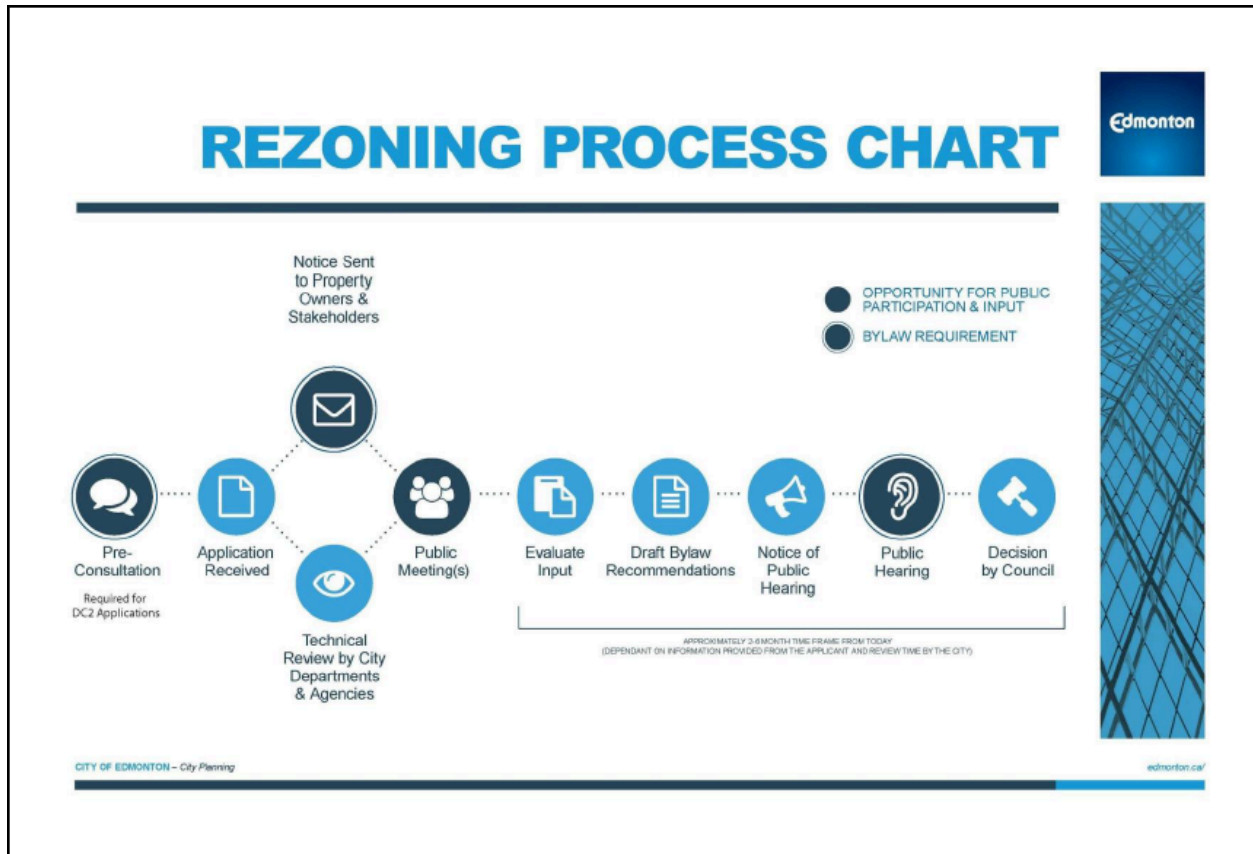 Edmonton
REZONING PROCESS CHART
Notice Sent
to Property
Owners &
Stakeholders
OPPORTUNITY FOR PUBLIC
PARTICIPATION & INPUT
BYLAW REQUIREMENT
Pre-
Consultation
Required for
DC2 Applications
Application
Received
Technical
Review by City
Departments
& Agencies
Public
Meeting(s)
Evaluate
Input
Draft Bylaw
Recommendations
Notice of
Public
Hearing
Public
Hearing
Decision
by Council
APPROXIMATELY 2-6 MONTH TIME FRAME FROM TODAY
(DEPENDANT ON INFORMATION PROVIDED FROM THE APPLICANT AND REVIEW TIME BY THE CITY)
CITY OF EDMONTON – City Planning
edmonton.ca/